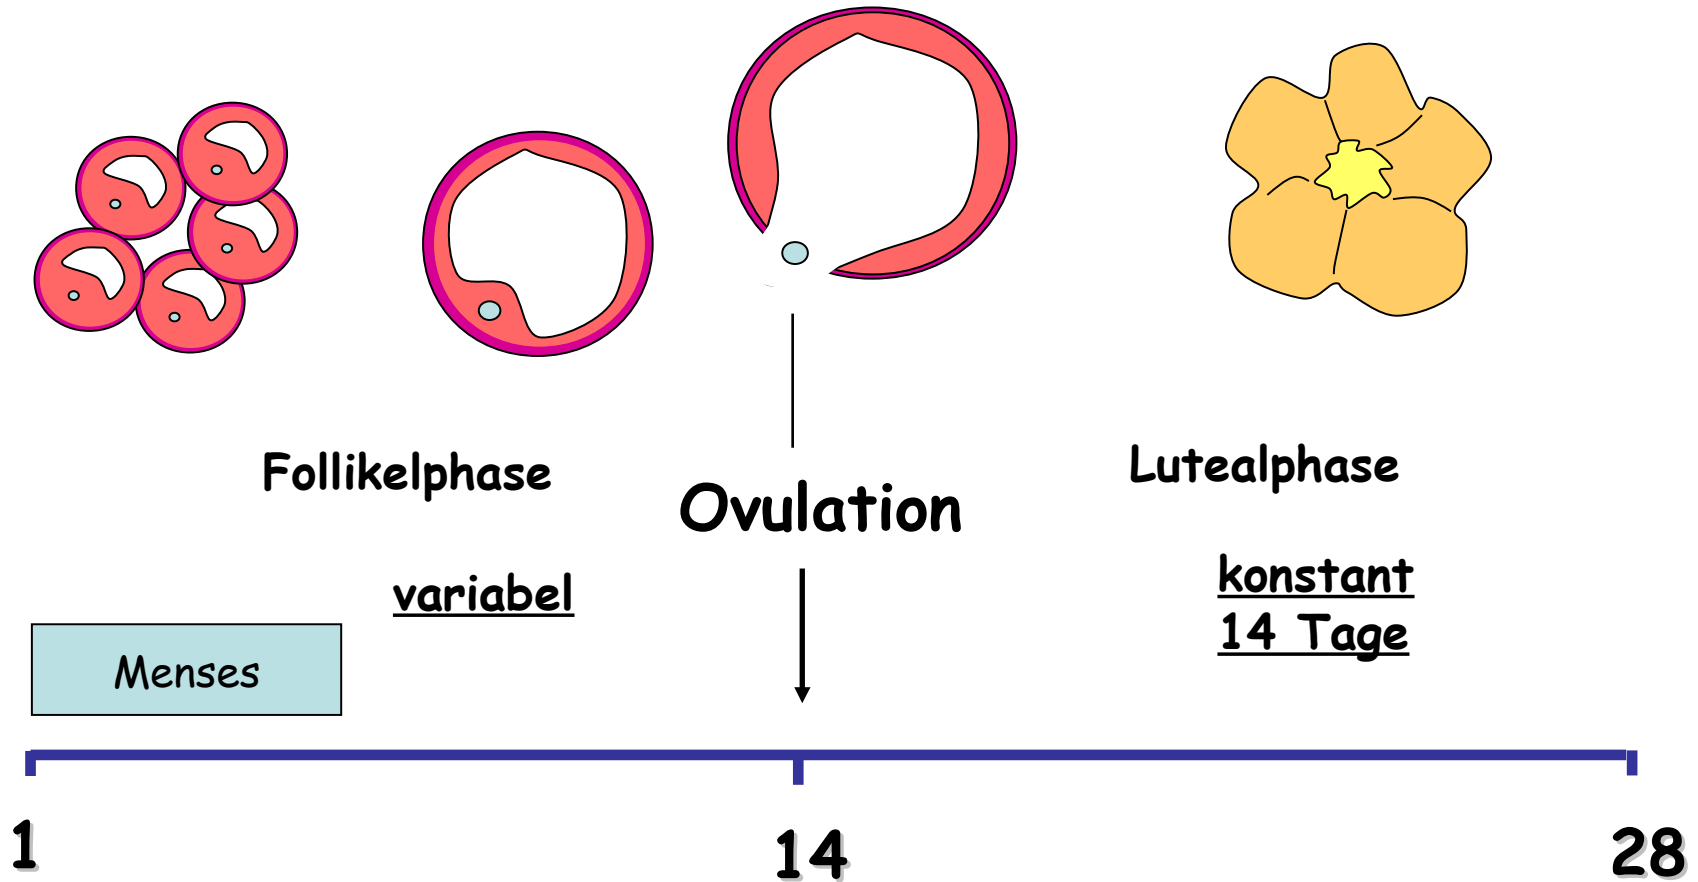 Follikelphase
Ovulation
Lutealphase
variabel
konstant
14 Tage
Menses
1
14
28